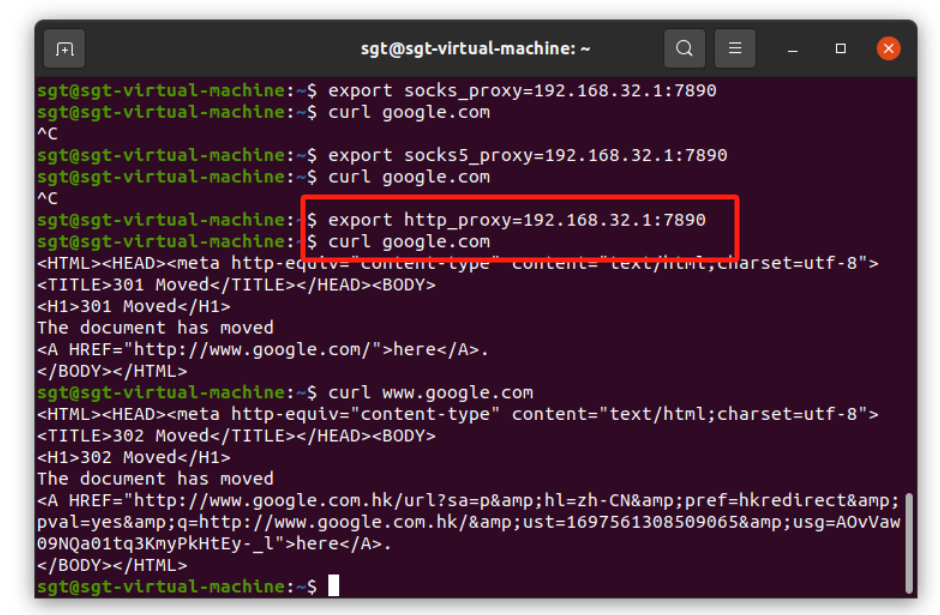 sgt@sgt-virtual-machine: ~
sgt@sgt-virtual-machine:~$ export socks_proxy=192.168.32.1:7890
sgt@sgt-virtual-machine:~$ curl google.com
^C
sgt@sgt-virtual-machine:~$ export socks5_proxy=192.168.32.1:7890
sgt@sgt-virtual-machine:~$ curl google.com
^C
sgt@sgt-virtual-machine:~$ export http_proxy=192.168.32.1:7890
sgt@sgt-virtual-machine:~$ curl google.com
<HTML><HEAD><meta http-equiv="content-type" content="text/html;charset=utf-8">
<TITLE>301 Moved</TITLE></HEAD><BODY>
<H1>301 Moved</H1>
The document has moved
<A HREF="http://www.google.com/">here</A>.
</BODY></HTML>
sgt@sgt-virtual-machine:~$ curl www.google.com
<HTML><HEAD><meta http-equiv="content-type" content="text/html;charset=utf-8">
<TITLE>302 Moved</TITLE></HEAD><BODY>
<H1>302 Moved</H1>
The document has moved
<A HREF="http://www.google.com.hk/url?sa=p&amp;hl=zh-CN&amp;pref=hkredirect&amp;
pval=yes&amp;q=http://www.google.com.hk/&amp;ust=1697561308509065&amp;usg=AOvVaw
09NQa01tq3KmyPkHtEy-_l">here</A>.
</BODY></HTML>
sgt@sgt-virtual-machine:~$